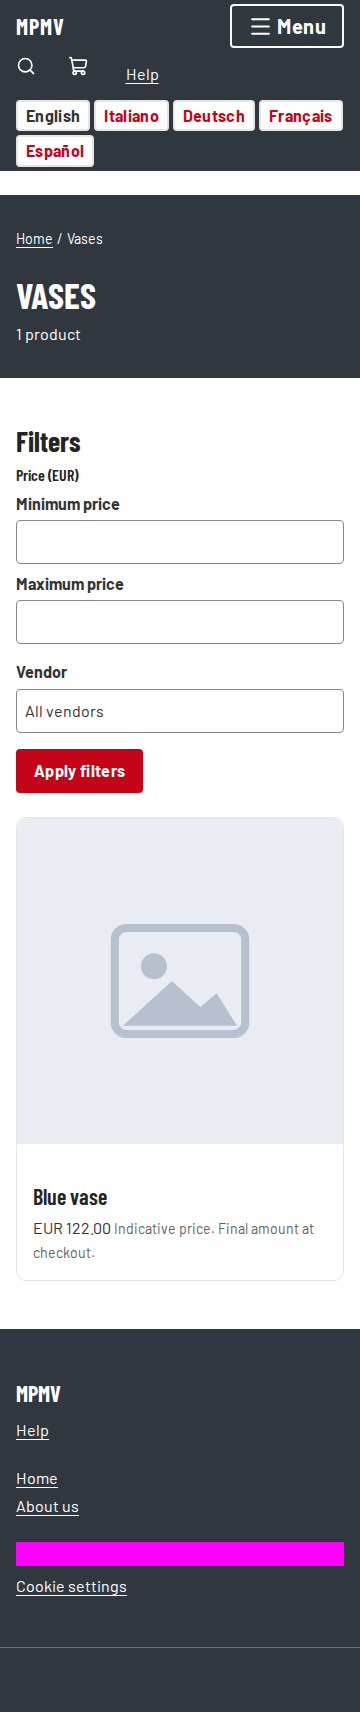 MPMV
Menu
Help
English Italiano Deutsch Français
Español
Home / Vases
VASES
1 product
Filters
Price (EUR)
Minimum price
Maximum price
Vendor
All vendors
Apply filters
Blue vase
EUR 122.00 Indicative price. Final amount at
checkout.
MPMV
Help
Home
About us
Cookie settings